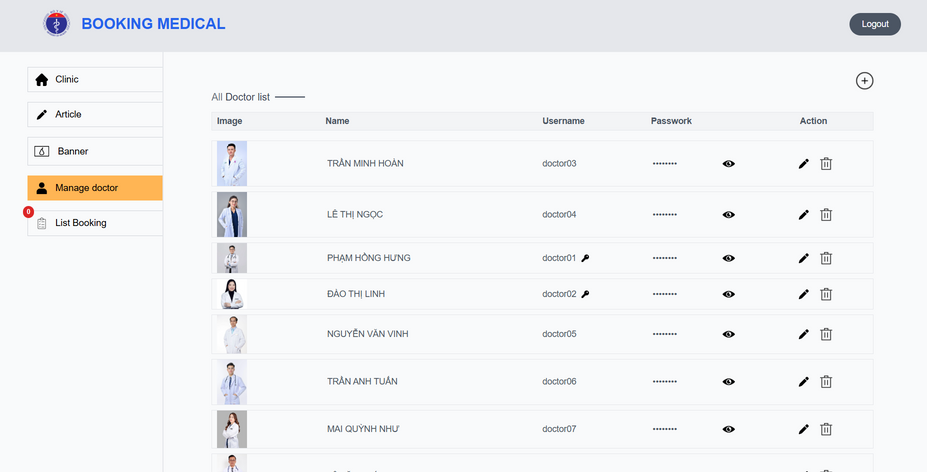 BOOKING MEDICAL
Logout
Clinic
Article
Banner
Manage doctor
0
List Booking
All Doctor list
Image Name Username Passwork Action
TRẦN MINH HOÀN doctor03 ••••••••
LÊ THỊ NGỌC doctor04 ••••••••
PHẠM HỒNG HƯNG doctor01 ••••••••
ĐÀO THỊ LINH doctor02 ••••••••
NGUYỄN VĂN VINH doctor05 ••••••••
TRẦN ANH TUẤN doctor06 ••••••••
MAI QUỲNH NHƯ doctor07 ••••••••